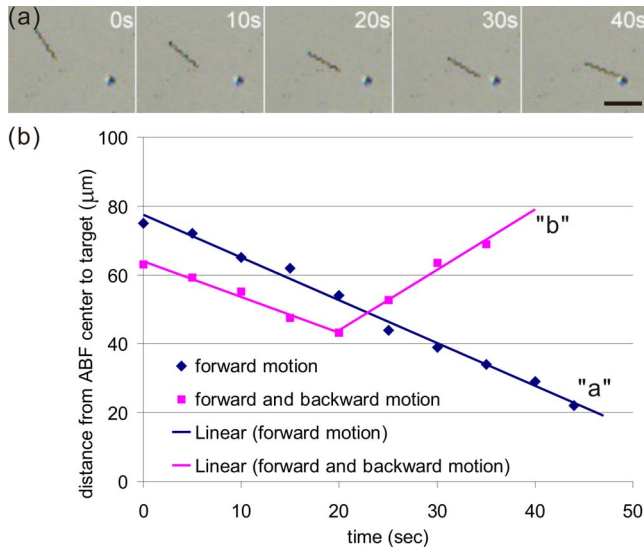 (a) 0s 10s 20s 30s 40s
(b)
100
80
60
40
20
0
distance from ABF center to target (μm)
"b"
"a"
forward motion
forward and backward motion
Linear (forward motion)
Linear (forward and backward motion)
0 10 20 30 40 50
time (sec)